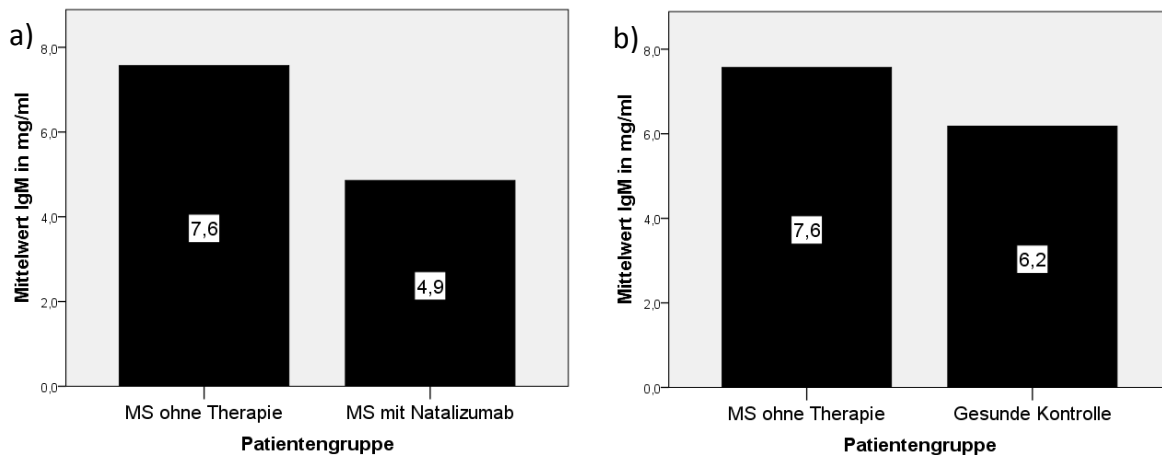 a)
Mittelwert IgM in mg/ml
8,0
6,0
4,0
2,0
0,0
7,6
4,9
MS ohne Therapie
MS mit Natalizumab
Patientengruppe
b)
Mittelwert IgM in mg/ml
8,0
6,0
4,0
2,0
0,0
7,6
6,2
MS ohne Therapie
Gesunde Kontrolle
Patientengruppe